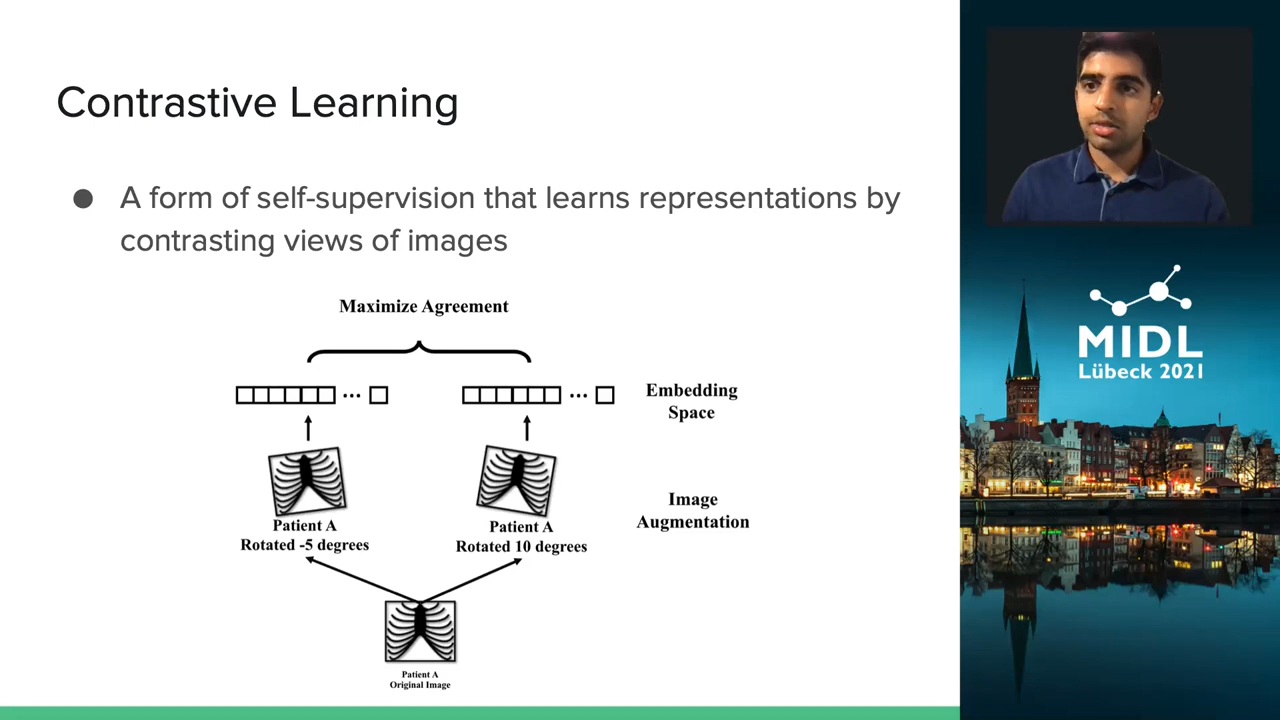 Contrastive Learning
● A form of self-supervision that learns representations by
contrasting views of images
Maximize Agreement
...
...
Embedding
Space
Patient A
Rotated -5 degrees
Patient A
Rotated 10 degrees
Image
Augmentation
Patient A
Original Image
MIDL
Lübeck 2021